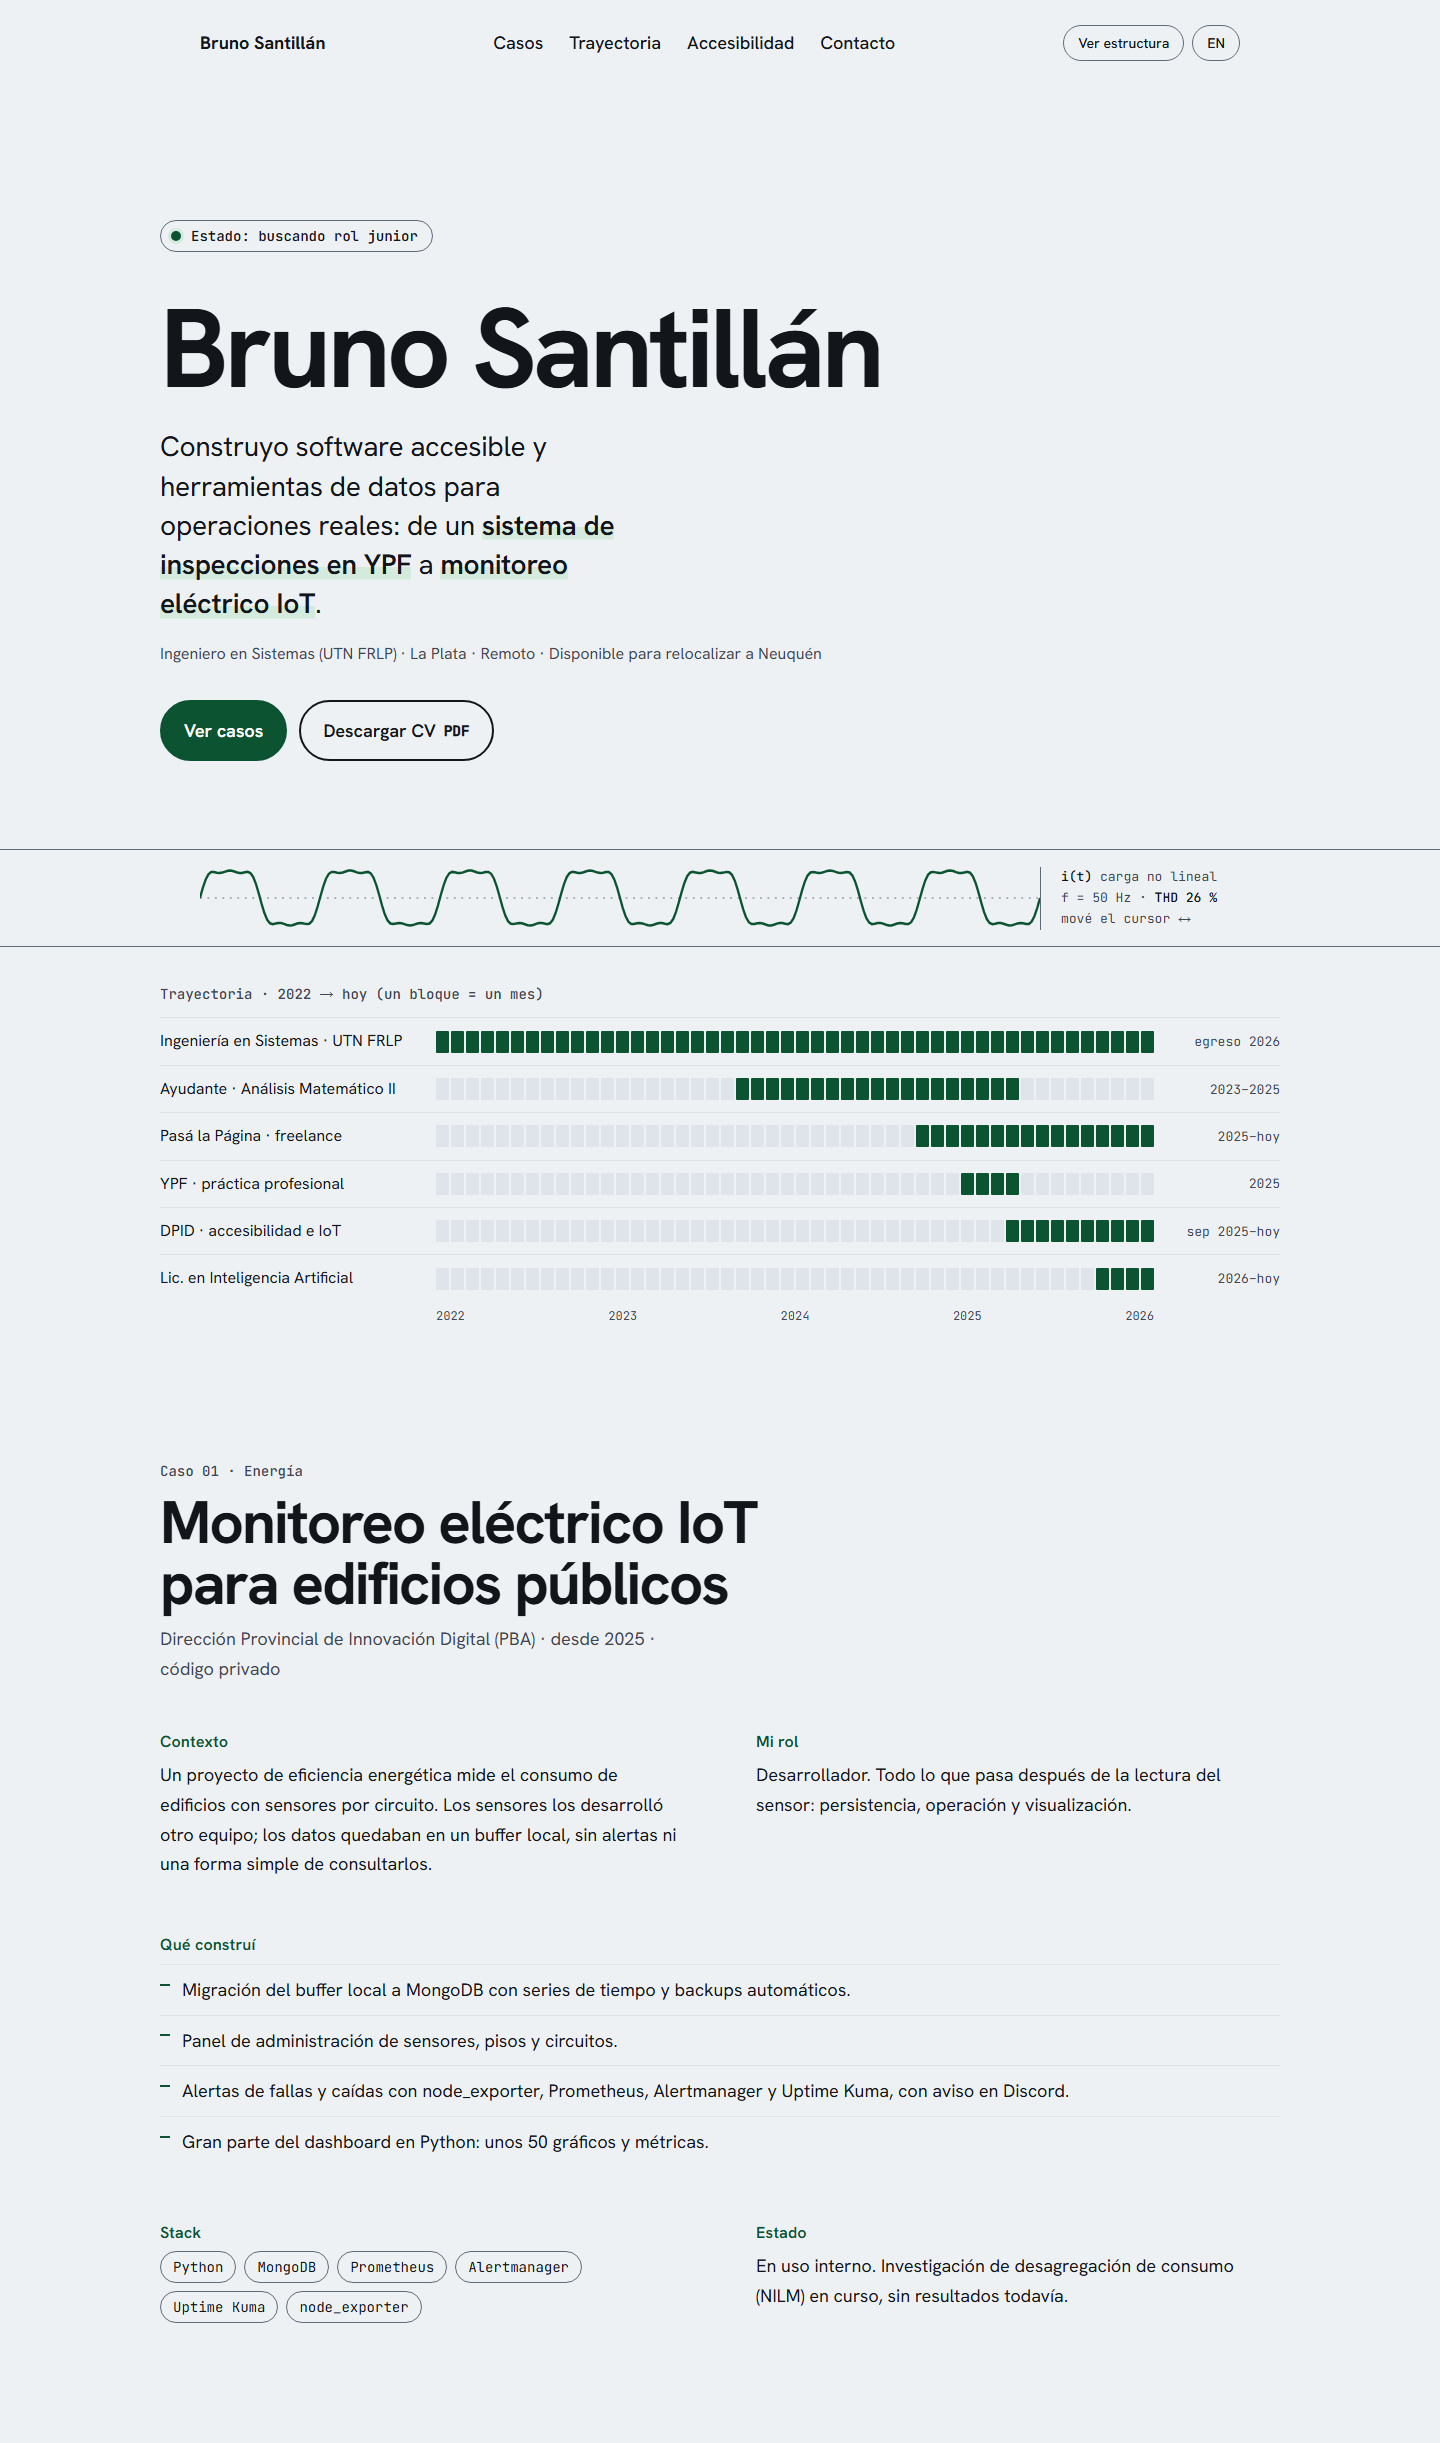 Bruno Santillán
Casos Trayectoria Accesibilidad Contacto
Ver estructura
EN
Estado: buscando rol junior
Bruno Santillán
Construyo software accesible y
herramientas de datos para
operaciones reales: de un sistema de
inspecciones en YPF a monitoreo
eléctrico IoT.
Ingeniero en Sistemas (UTN FRLP) · La Plata · Remoto · Disponible para relocalizar a Neuquén
Ver casos
Descargar CV PDF
i(t) carga no lineal
f = 50 Hz · THD 26 %
mové el cursor ↔
Trayectoria · 2022 → hoy (un bloque = un mes)
Ingeniería en Sistemas · UTN FRLP egreso 2026
Ayudante · Análisis Matemático II 2023–2025
Pasá la Página · freelance 2025–hoy
YPF · práctica profesional 2025
DPID · accesibilidad e IoT sep 2025–hoy
Lic. en Inteligencia Artificial 2026–hoy
2022 2023 2024 2025 2026
Caso 01 · Energía
Monitoreo eléctrico IoT
para edificios públicos
Dirección Provincial de Innovación Digital (PBA) · desde 2025 ·
código privado
Contexto
Un proyecto de eficiencia energética mide el consumo de
edificios con sensores por circuito. Los sensores los desarrolló
otro equipo; los datos quedaban en un buffer local, sin alertas ni
una forma simple de consultarlos.
Mi rol
Desarrollador. Todo lo que pasa después de la lectura del
sensor: persistencia, operación y visualización.
Qué construí
Migración del buffer local a MongoDB con series de tiempo y backups automáticos.
Panel de administración de sensores, pisos y circuitos.
Alertas de fallas y caídas con node_exporter, Prometheus, Alertmanager y Uptime Kuma, con aviso en Discord.
Gran parte del dashboard en Python: unos 50 gráficos y métricas.
Stack
Python MongoDB Prometheus Alertmanager
Uptime Kuma node_exporter
Estado
En uso interno. Investigación de desagregación de consumo
(NILM) en curso, sin resultados todavía.